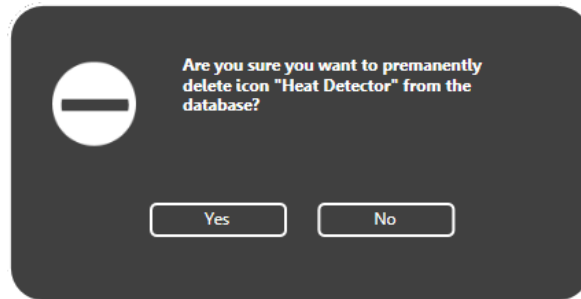 Are you sure you want to premanently
delete icon "Heat Detector" from the
database?
Yes
No